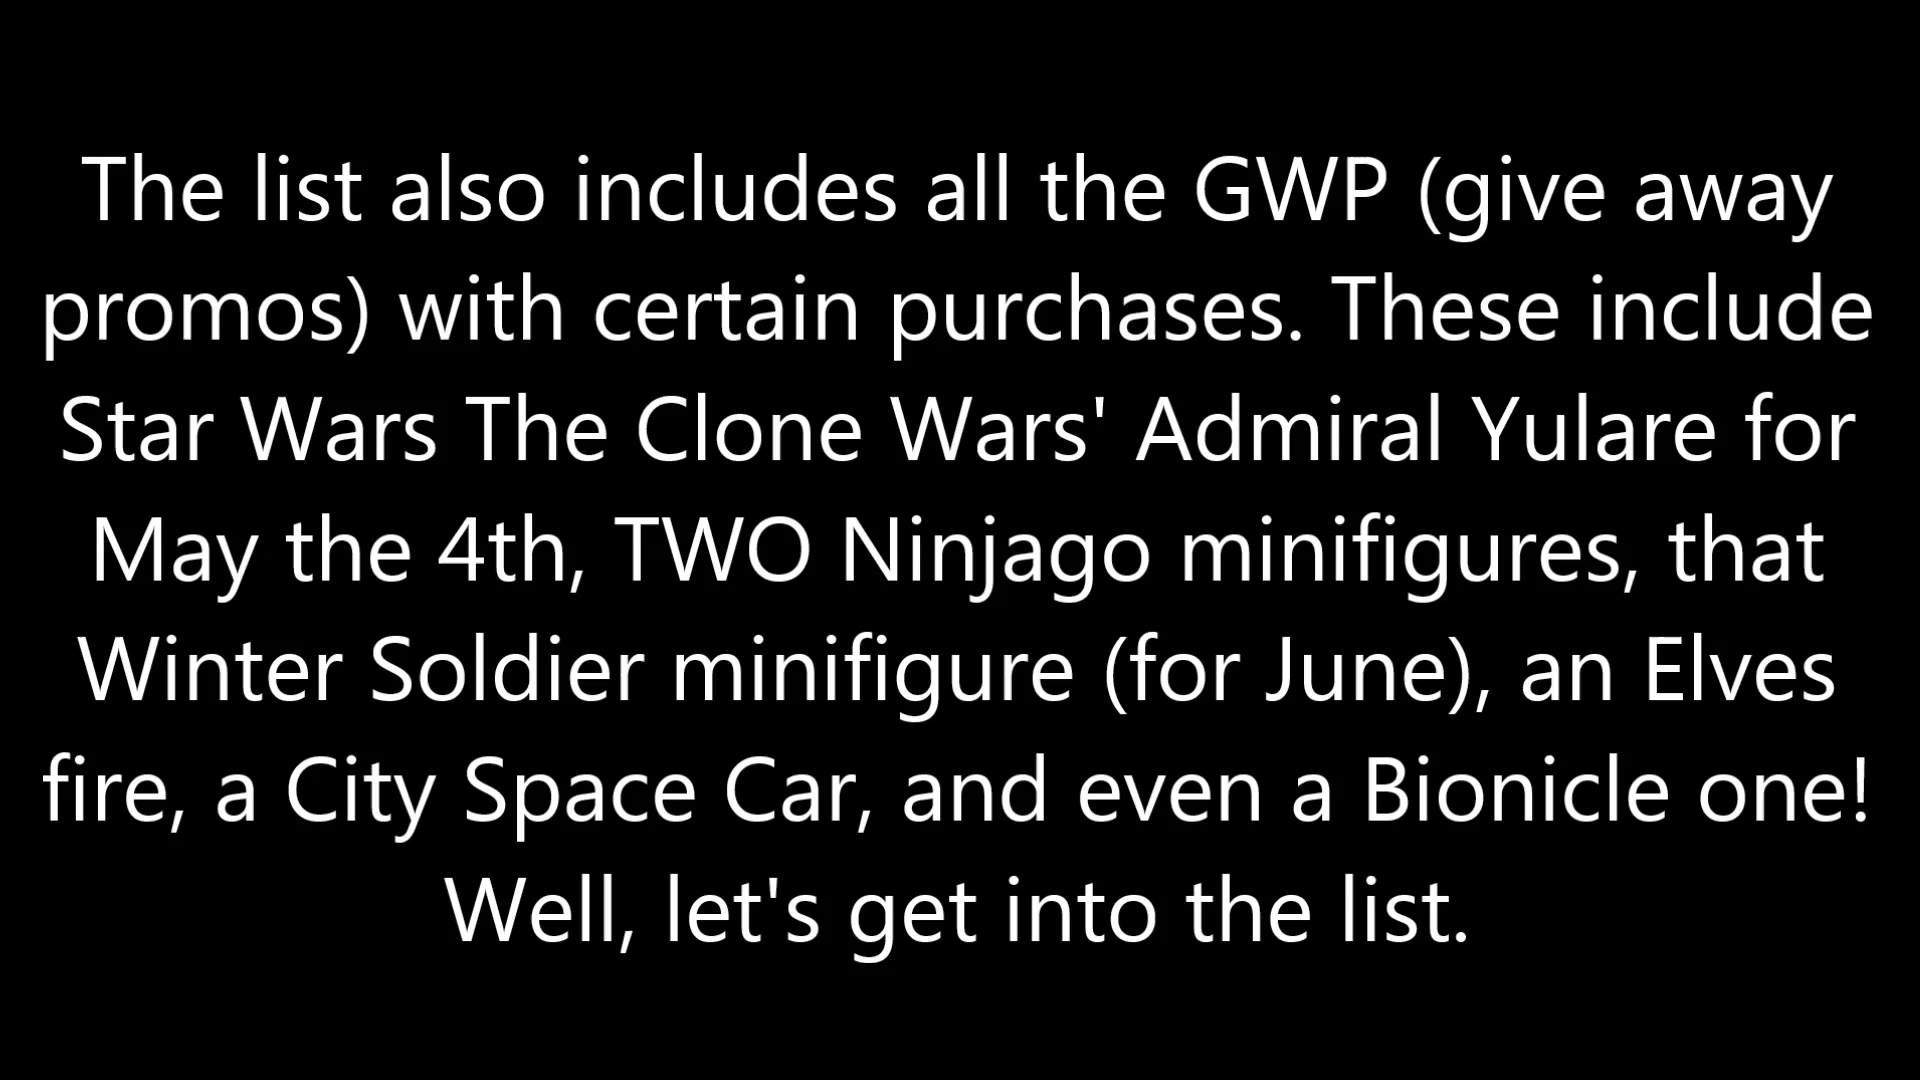 The list also includes all the GWP (give away
promos) with certain purchases. These include
Star Wars The Clone Wars' Admiral Yulare for
May the 4th, TWO Ninjago minifigures, that
Winter Soldier minifigure (for June), an Elves
fire, a City Space Car, and even a Bionicle one!
Well, let's get into the list.